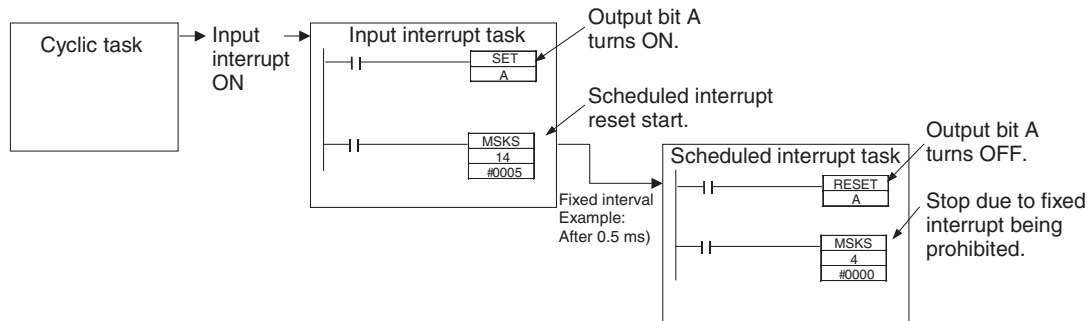 Cyclic task
Input
interrupt
ON
Input interrupt task
SET
A
Output bit A
turns ON.
MSKS
14
#0005
Scheduled interrupt
reset start.
Fixed interval
Example:
After 0.5 ms)
Scheduled interrupt task
RESET
A
Output bit A
turns OFF.
MSKS
4
#0000
Stop due to fixed
interrupt being
prohibited.